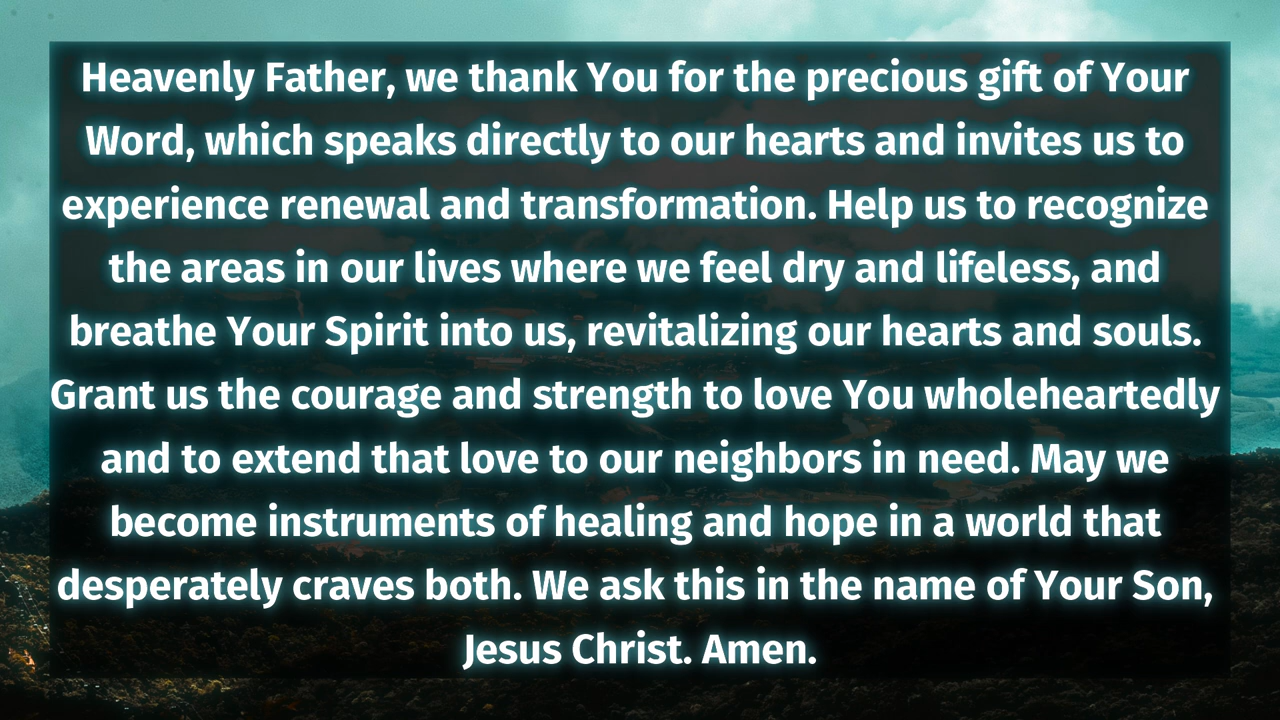 Heavenly Father, we thank You for the precious gift of Your
Word, which speaks directly to our hearts and invites us to
experience renewal and transformation. Help us to recognize
the areas in our lives where we feel dry and lifeless, and
breathe Your Spirit into us, revitalizing our hearts and souls.
Grant us the courage and strength to love You wholeheartedly
and to extend that love to our neighbors in need. May we
become instruments of healing and hope in a world that
desperately craves both. We ask this in the name of Your Son,
Jesus Christ. Amen.